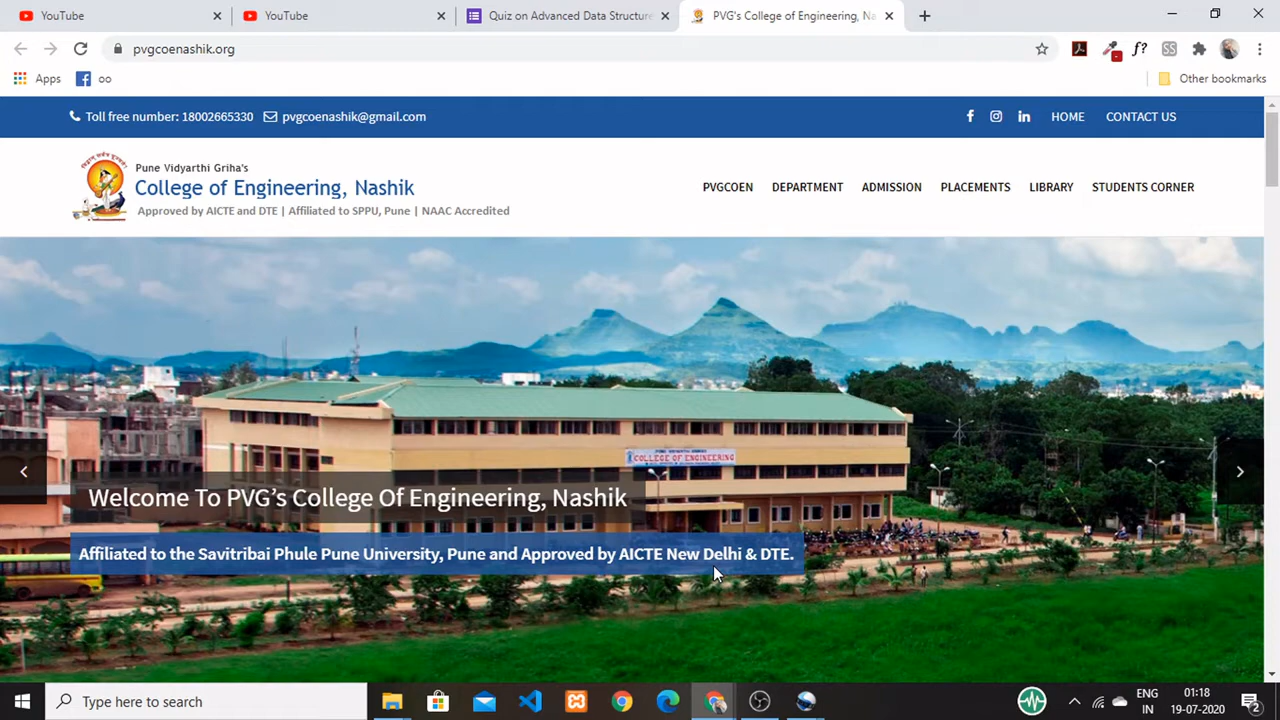 YouTube
YouTube
Quiz on Advanced Data Structure
PVG's College of Engineering, Na
pvgcoenashik.org
f?
SS
Apps
oo
Other bookmarks
Toll free number: 18002665330
pvgcoenashik@gmail.com
HOME
CONTACT US
Pune Vidyarthi Griha's
College of Engineering, Nashik
Approved by AICTE and DTE | Affiliated to SPPU, Pune | NAAC Accredited
PVGCOEN
DEPARTMENT
ADMISSION
PLACEMENTS
LIBRARY
STUDENTS CORNER
COLLEGE OF ENGINEERING
Welcome To PVG's College Of Engineering, Nashik
Affiliated to the Savitribai Phule Pune University, Pune and Approved by AICTE New Delhi & DTE.
Type here to search
ENG
IN
01:18
19-07-2020
2